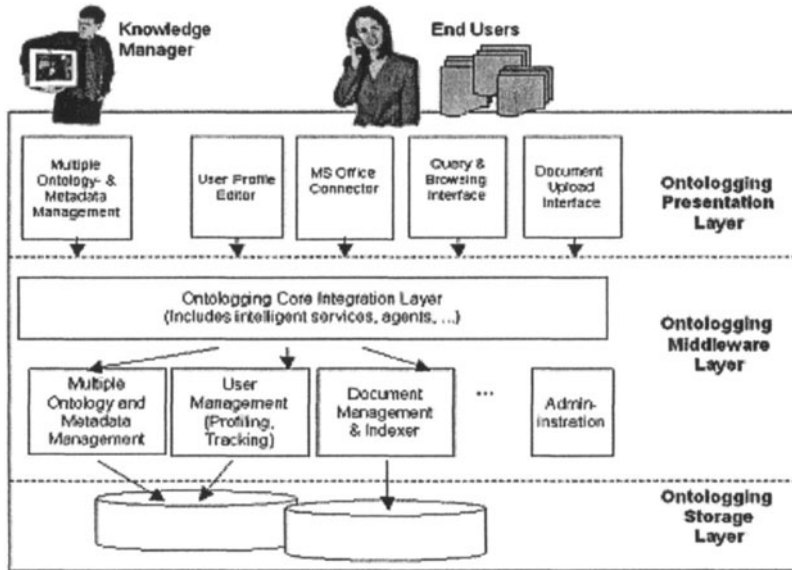 Knowledge
Manager
End Users
Multiple
Ontology- &
Metadata
Management
User Profile
Editor
MS Office
Connector
Query &
Browsing
Interface
Document
Upload
Interface
Ontologging
Presentation
Layer
Ontologging Core Integration Layer
(Includes intelligent services, agents, ...)
Ontologging
Middleware
Layer
Multiple
Ontology and
Metadata
Management
User
Management
(Profiling,
Tracking)
Document
Management
& Indexer
...
Admin-
instration
Ontologging
Storage
Layer